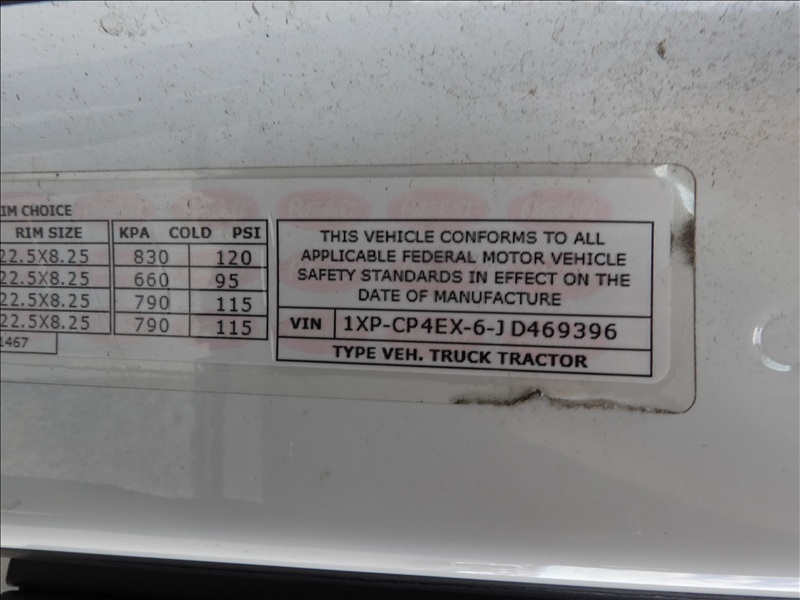 IM CHOICE
RIM SIZE KPA COLD PSI
22.5X8.25 830 120
22.5X8.25 660 95
22.5X8.25 790 115
22.5X8.25 790 115
1467
THIS VEHICLE CONFORMS TO ALL
APPLICABLE FEDERAL MOTOR VEHICLE
SAFETY STANDARDS IN EFFECT ON THE
DATE OF MANUFACTURE
VIN 1XP-CP4EX-6-JD469396
TYPE VEH. TRUCK TRACTOR